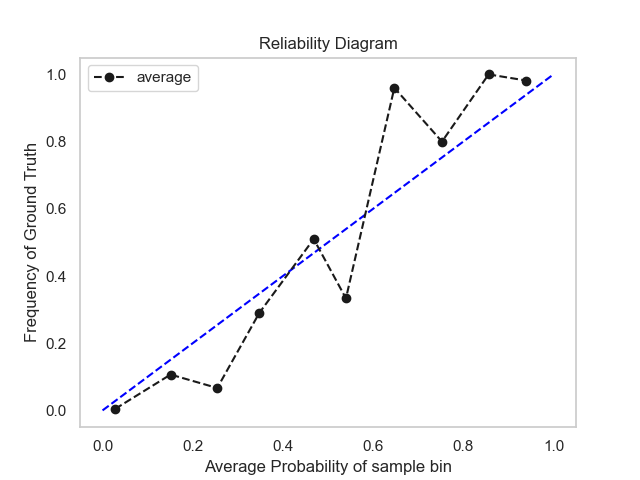 Reliability Diagram
average
Frequency of Ground Truth
1.0
0.8
0.6
0.4
0.2
0.0
0.0 0.2 0.4 0.6 0.8 1.0
Average Probability of sample bin